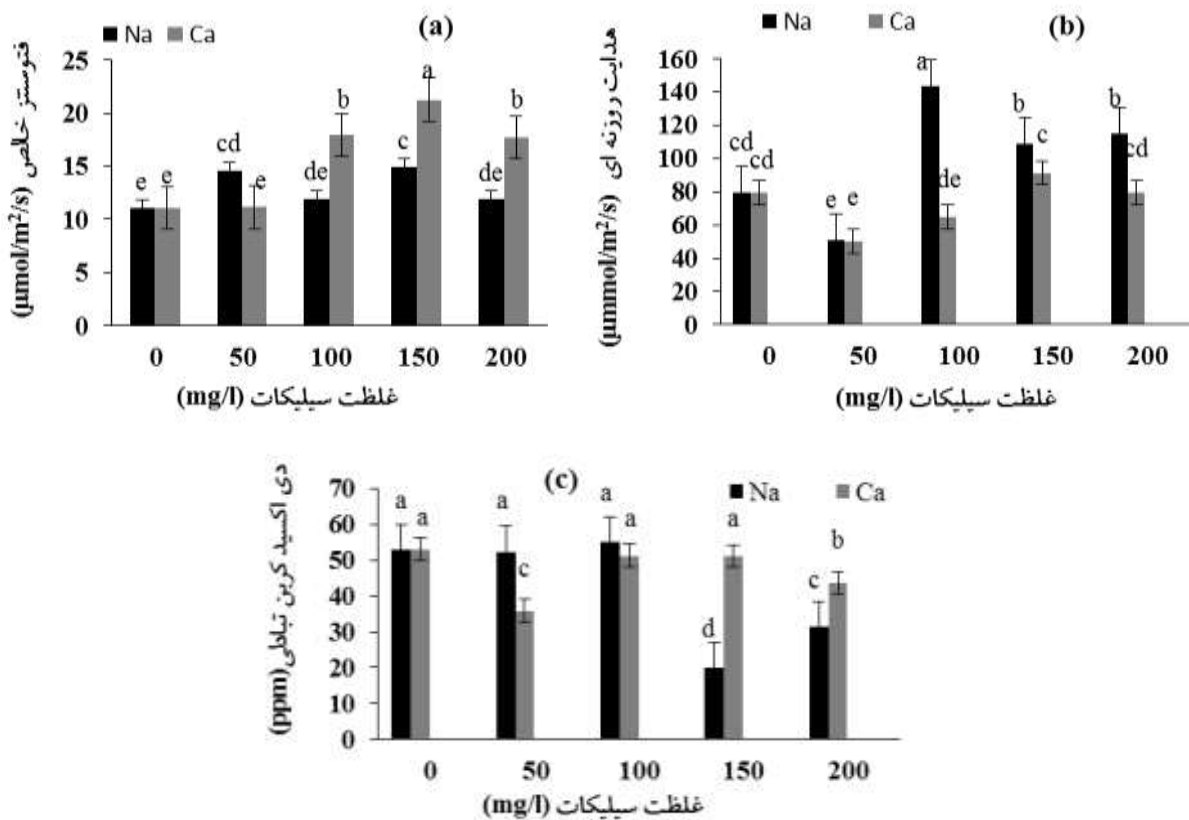 (a)
Na Ca
فتوسنتز خالص (µmol/m²/s)
25
20
15
10
5
0
e e cd e de b c a de b
0 50 100 150 200
غلظت سیلیکات (mg/l)
(b)
Na Ca
هدایت روزنه ای (µmmol/m²/s)
160
140
120
100
80
60
40
20
0
cd cd e e a de b c b cd
0 50 100 150 200
غلظت سیلیکات (mg/l)
(c)
Na Ca
دی اکسید کربن تبادلی (ppm)
70
60
50
40
30
20
10
0
a a a c a a d a c b
0 50 100 150 200
غلظت سیلیکات (mg/l)